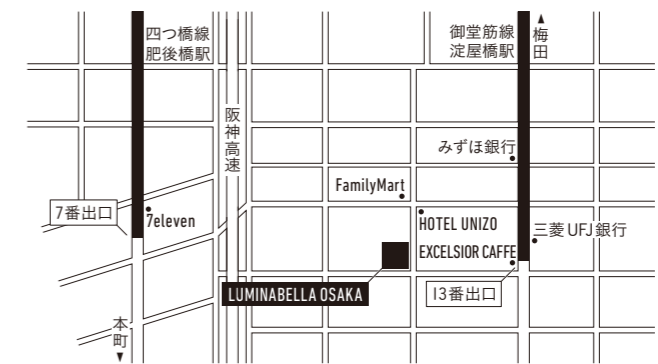 四つ橋線
肥後橋駅
御堂筋線
淀屋橋駅
▲
梅田
阪神高速
みずほ銀行
FamilyMart
7番出口
7eleven
HOTEL UNIZO
三菱UFJ銀行
EXCELSIOR CAFFE
LUMINABELLA OSAKA
13番出口
本町
▼